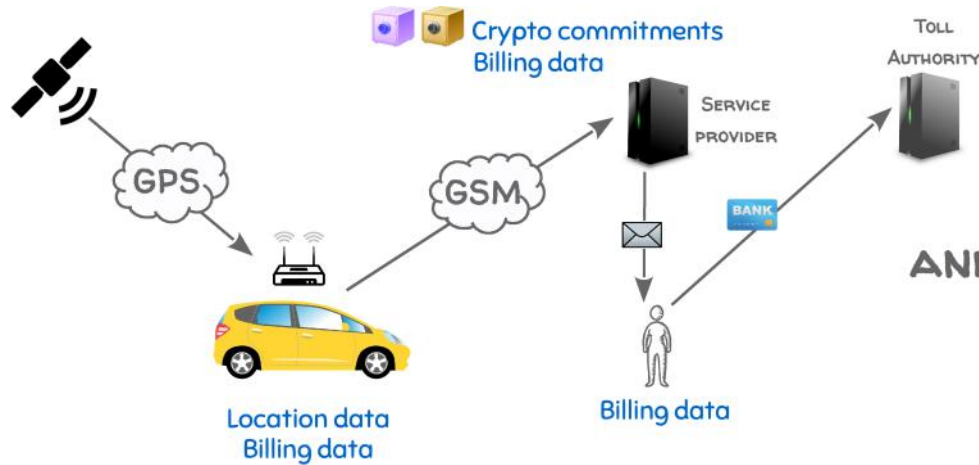 Crypto commitments
Billing data
TOLL
AUTHORITY
SERVICE
PROVIDER
GPS
GSM
BANK
Location data
Billing data
Billing data